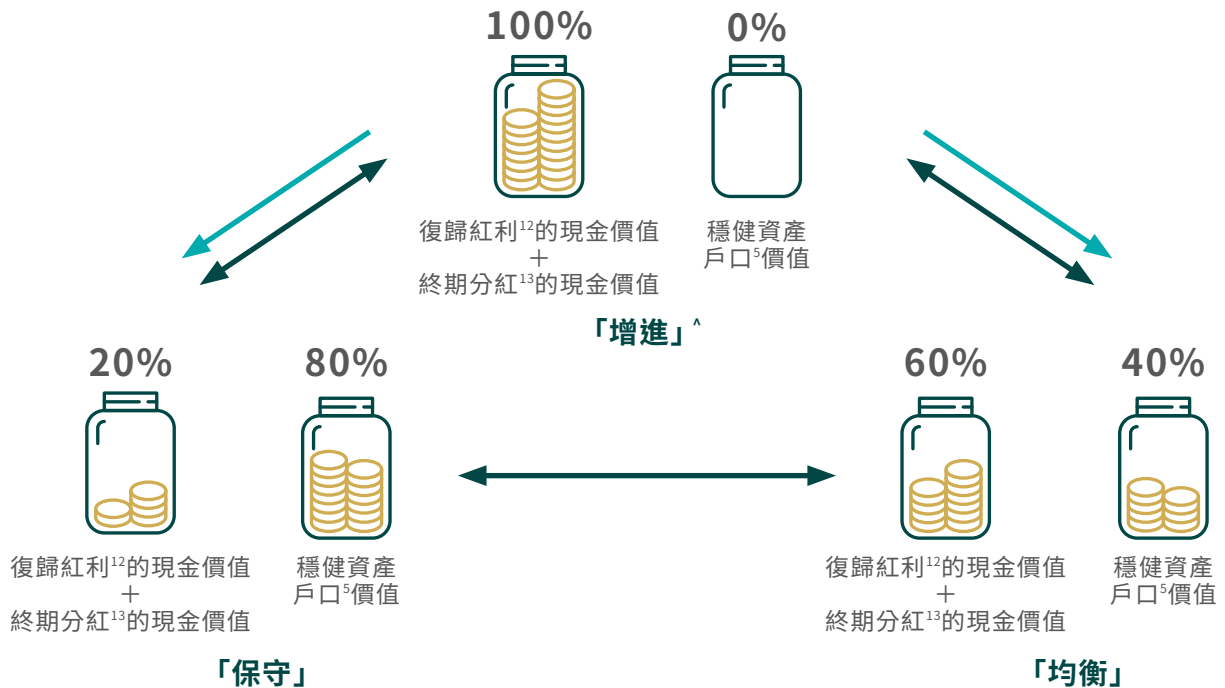 100%
0%
復歸紅利12的現金價值
+
終期分紅13的現金價值
穩健資產
戶口5價值
「增進」^
20%
80%
復歸紅利12的現金價值
+
終期分紅13的現金價值
穩健資產
戶口5價值
「保守」
60%
40%
復歸紅利12的現金價值
+
終期分紅13的現金價值
穩健資產
戶口5價值
「均衡」